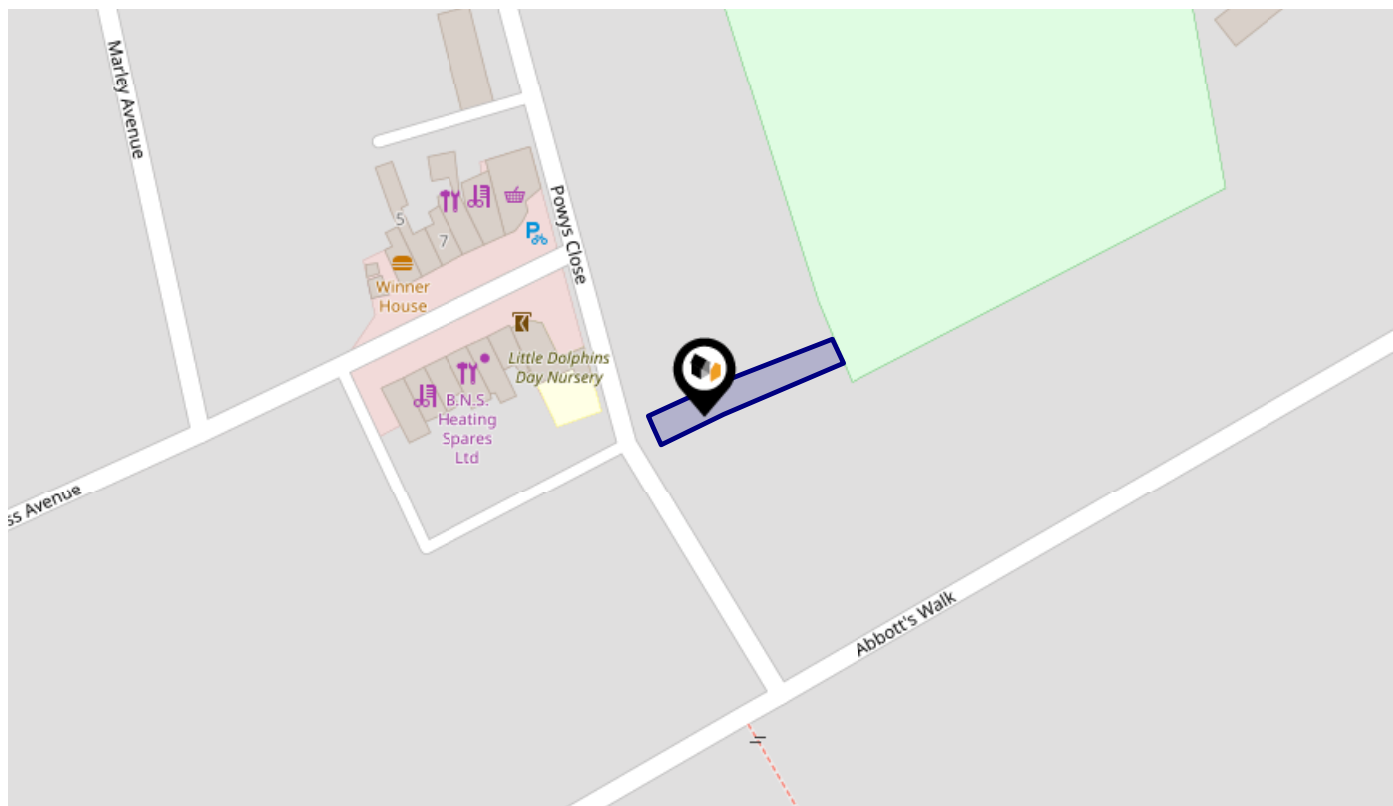 Marley Avenue
Powys Close
5
7
P
Winner
House
Little Dolphins
Day Nursery
B.N.S.
Heating
Spares
Ltd
ss Avenue
Abbott's Walk